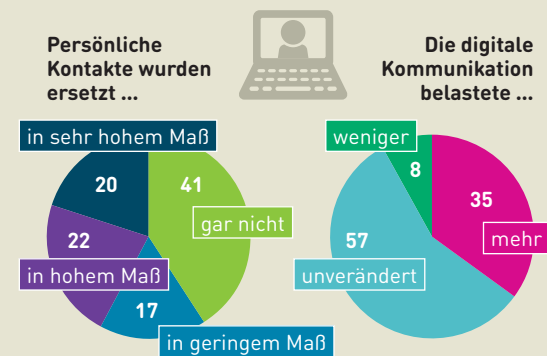 Persönliche
Kontakte wurden
ersetzt ...
in sehr hohem Maß
20
41
gar nicht
22
in hohem Maß
17
in geringem Maß
Die digitale
Kommunikation
belastete ...
weniger
8
35
mehr
57
unverändert